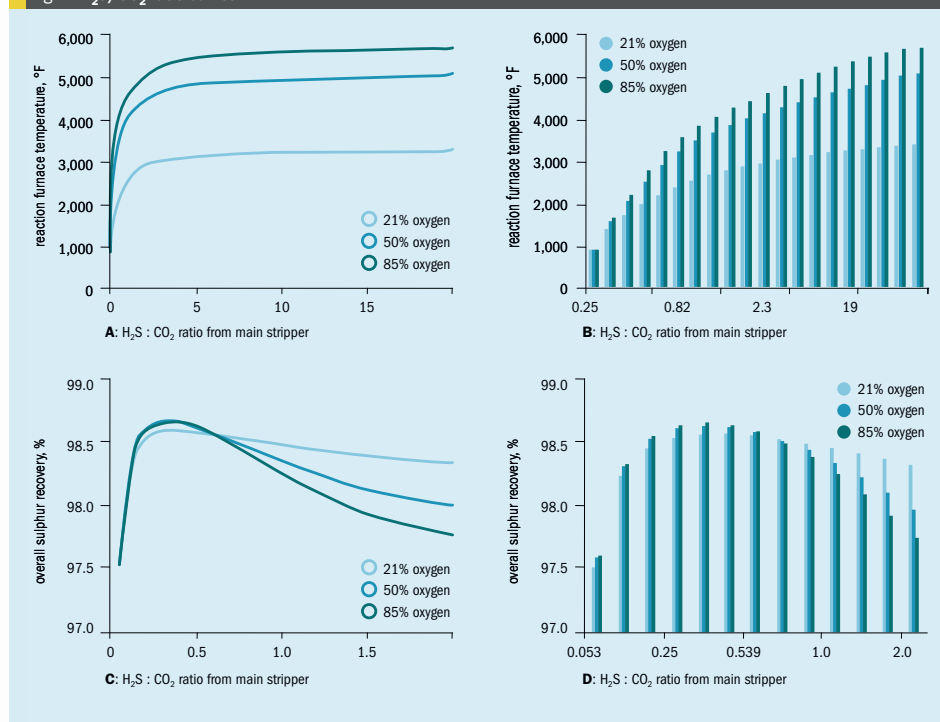 6,000
5,000
4,000
3,000
2,000
1,000
0
reaction furnace temperature, °F
21% oxygen
50% oxygen
85% oxygen
0 5 10 15
A: H₂S : CO₂ ratio from main stripper
6,000
5,000
4,000
3,000
2,000
1,000
0
reaction furnace temperature, °F
21% oxygen
50% oxygen
85% oxygen
0.25 0.82 2.3 19
B: H₂S : CO₂ ratio from main stripper
99.0
98.5
98.0
97.5
97.0
overall sulphur recovery, %
21% oxygen
50% oxygen
85% oxygen
0 0.5 1.0 1.5
C: H₂S : CO₂ ratio from main stripper
99.0
98.5
98.0
97.5
97.0
overall sulphur recovery, %
21% oxygen
50% oxygen
85% oxygen
0.053 0.25 0.539 1.0 2.0
D: H₂S : CO₂ ratio from main stripper